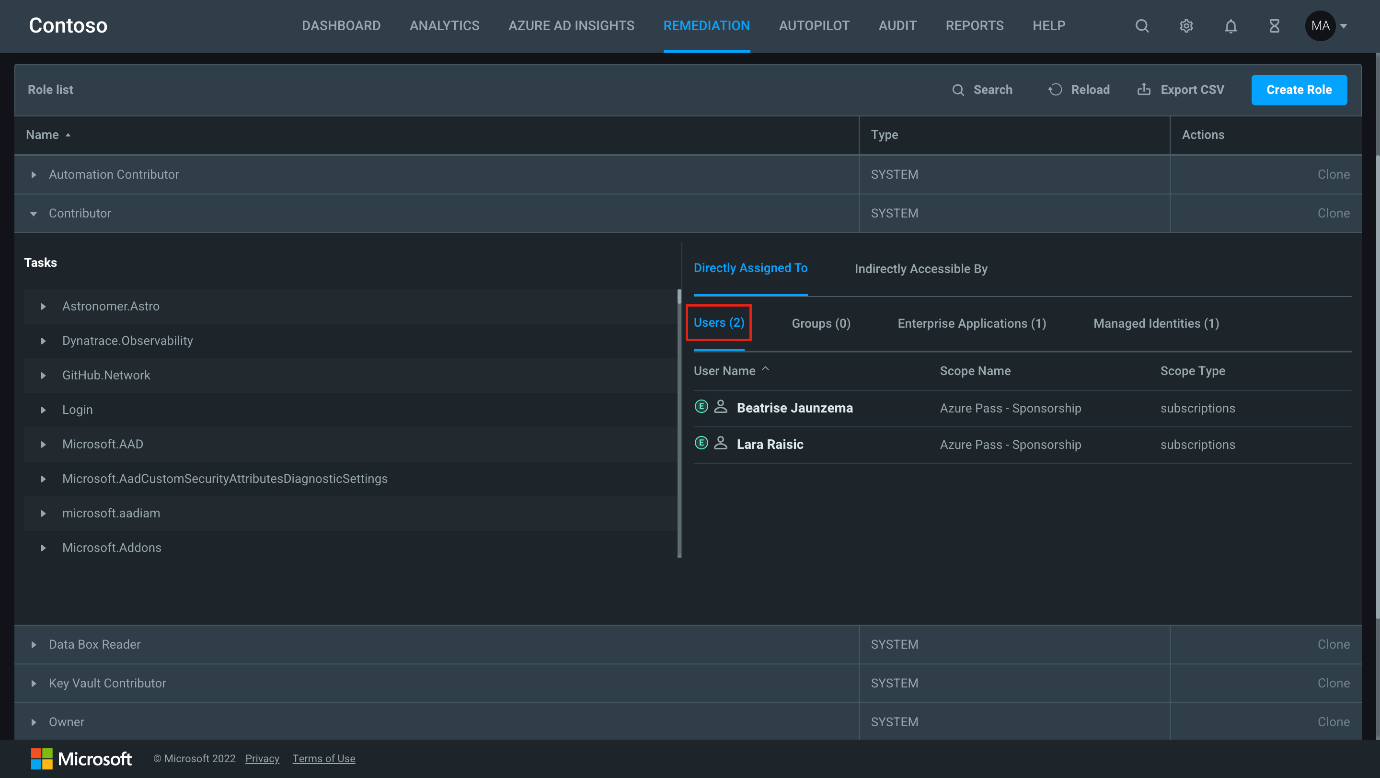 Contoso
DASHBOARD ANALYTICS AZURE AD INSIGHTS REMEDIATION AUTOPILOT AUDIT REPORTS HELP MA
Role list Search Reload Export CSV Create Role
Name Type Actions
Automation Contributor SYSTEM Clone
Contributor SYSTEM Clone
Tasks
Astronomer.Astro
Dynatrace.Observability
GitHub.Network
Login
Microsoft.AAD
Microsoft.AadCustomSecurityAttributesDiagnosticSettings
microsoft.aadiam
Microsoft.Addons
Directly Assigned To Indirectly Accessible By
Users (2) Groups (0) Enterprise Applications (1) Managed Identities (1)
User Name Scope Name Scope Type
E Beatrise Jaunzema Azure Pass - Sponsorship subscriptions
E Lara Raisic Azure Pass - Sponsorship subscriptions
Data Box Reader SYSTEM Clone
Key Vault Contributor SYSTEM Clone
Owner SYSTEM Clone
Microsoft © Microsoft 2022 Privacy Terms of Use